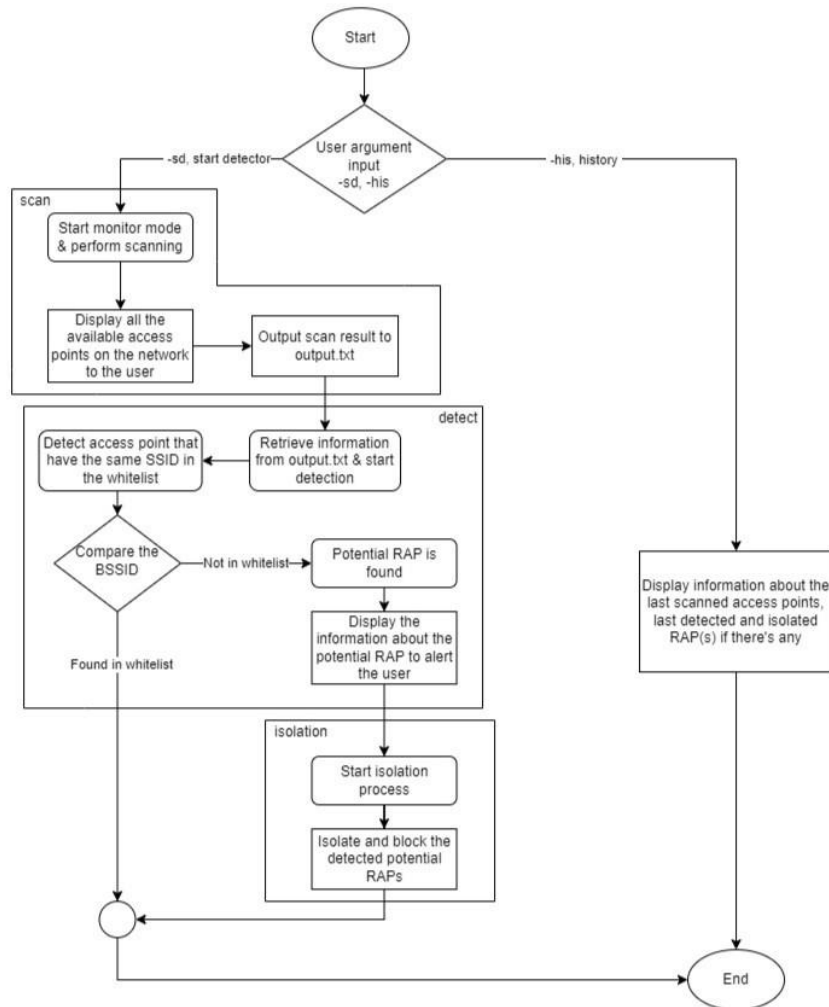 Start
User argument
input
-sd, -his
-sd, start detector
-his, history
scan
Start monitor mode
& perform scanning
Display all the
available access
points on the network
to the user
Output scan result to
output.txt
detect
Detect access point that
have the same SSID in
the whitelist
Retrieve information
from output.txt & start
detection
Compare the
BSSID
Not in whitelist
Potential RAP is
found
Display the
information about the
potential RAP to alert
the user
Found in whitelist
Display information about the
last scanned access points,
last detected and isolated
RAP(s) if there's any
isolation
Start isolation
process
Isolate and block the
detected potential
RAPs
End